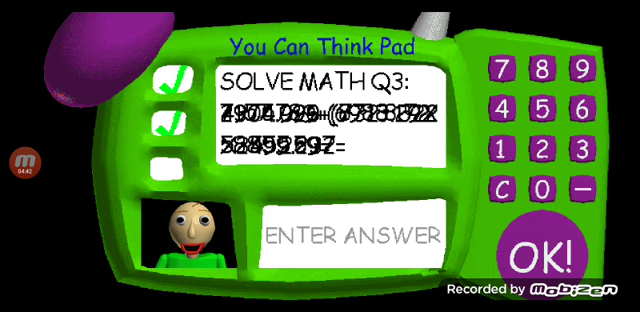 You Can Think Pad
SOLVE MATH Q3:
ENTER ANSWER
7 8 9
4 5 6
1 2 3
C 0 -
OK!
04:42
Recorded by Mobizen